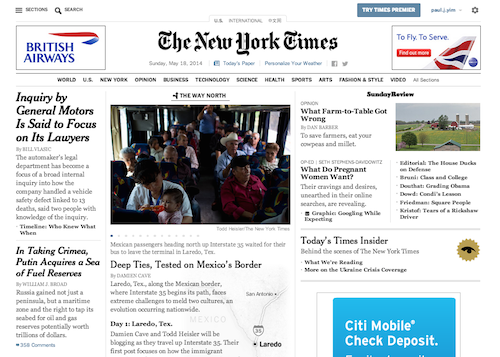 SECTIONS
SEARCH
TRY TIMES PREMIER
U.S. INTERNATIONAL 中文网
BRITISH
AIRWAYS
The New York Times
Sunday, May 18, 2014
Today's Paper
Personalize Your Weather
To Fly. To Serve.
Find out more
WORLD U.S. NEW YORK OPINION BUSINESS TECHNOLOGY SCIENCE HEALTH SPORTS ARTS FASHION & STYLE VIDEO All Sections
Inquiry by
General Motors
Is Said to Focus
on Its Lawyers
By BILL VLASIC
The automaker's legal
department has become a
focus of a broad internal
inquiry into how the
company handled a vehicle
safety defect linked to 13
deaths, said two people with
knowledge of the inquiry.
Timeline: Who Knew What
When
In Taking Crimea,
Putin Acquires a Sea
of Fuel Reserves
By WILLIAM J. BROAD
Russia gained not just a
peninsula, but a maritime
zone and the right to tap its
seabed for oil and gas
reserves potentially worth
trillions of dollars.
358 Comments
THE WAY NORTH
Todd Heisler/The New York Times
Mexican passengers heading north up Interstate 35 waited for their
bus to leave the terminal in Laredo, Tex.
Deep Ties, Tested on Mexico's Border
By DAMIEN CAVE
Laredo, Tex., along the Mexican border,
where Interstate 35 begins its path, faces
extreme challenges to meld two cultures, an
evolution occurring nationwide.
Day 1: Laredo, Tex.
Damien Cave and Todd Heisler will be
blogging as they travel up Interstate 35. Their
first post focuses on how the immigrant
San Antonio
MEXICO
35
Laredo
SundayReview
OPINION
What Farm-to-Table Got
Wrong
By DAN BARBER
To save farmers, eat your
cowpeas and millet.
OP-ED | SETH STEPHENS-DAVIDOWITZ
What Do Pregnant
Women Want?
Their cravings and desires,
unearthed in their online
searches, are revealing.
Graphic: Googling While
Expecting
Editorial: The House Ducks
on Defense
Bruni: Class and College
Douthat: Grading Obama
Dowd: Condi's Lesson
Friedman: Square People
Kristof: Tears of a Rickshaw
Driver
Today's Times Insider
Behind the scenes of The New York Times
What We're Reading
More on the Ukraine Crisis Coverage
Citi Mobile®
Check Deposit.